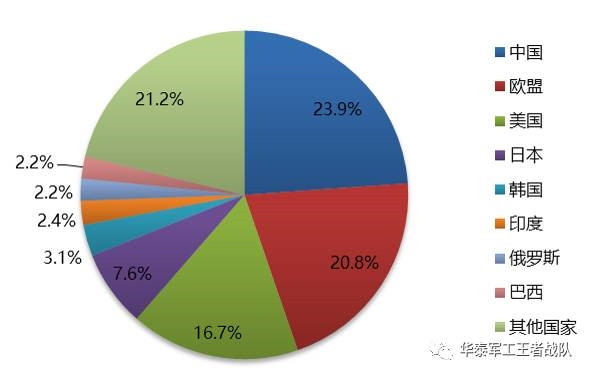 23.9%
20.8%
16.7%
7.6%
3.1%
2.4%
2.2%
2.2%
21.2%
中国
欧盟
美国
日本
韩国
印度
俄罗斯
巴西
其他国家
华泰军工王者战队